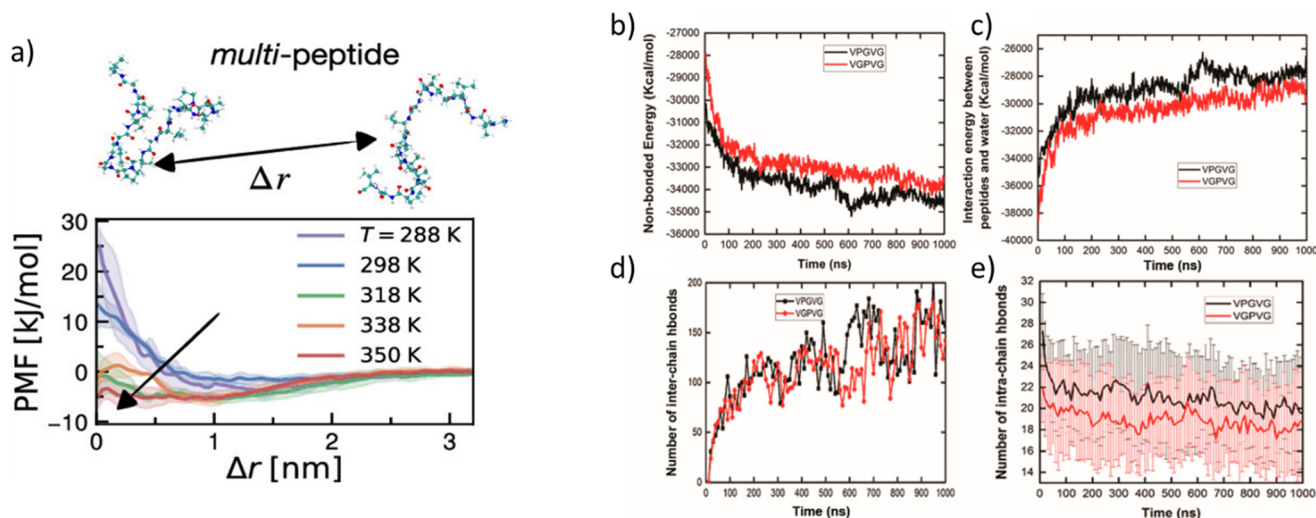 a)
multi-peptide
Δr
PMF [kJ/mol]
30
20
10
0
−10
T = 288 K
298 K
318 K
338 K
350 K
0
1
2
3
Δr [nm]
b)
Non-bonded Energy (Kcal/mol)
-27000
-28000
-29000
-30000
-31000
-32000
-33000
-34000
-35000
-36000
VPGVG
VGPVG
0 100 200 300 400 500 600 700 800 900 1000
Time (ns)
c)
Interaction energy between
peptides and water (Kcal/mol)
-26000
-28000
-30000
-32000
-34000
-36000
-38000
-40000
VPGVG
VGPVG
0 100 200 300 400 500 600 700 800 900 1000
Time (ns)
d)
Number of inter-chain hbonds
200
150
100
50
0
VPGVG
VGPVG
0 100 200 300 400 500 600 700 800 900 1000
Time (ns)
e)
Number of intra-chain hbonds
32
30
28
26
24
22
20
18
16
14
VPGVG
VGPVG
0 100 200 300 400 500 600 700 800 900 1000
Time (ns)